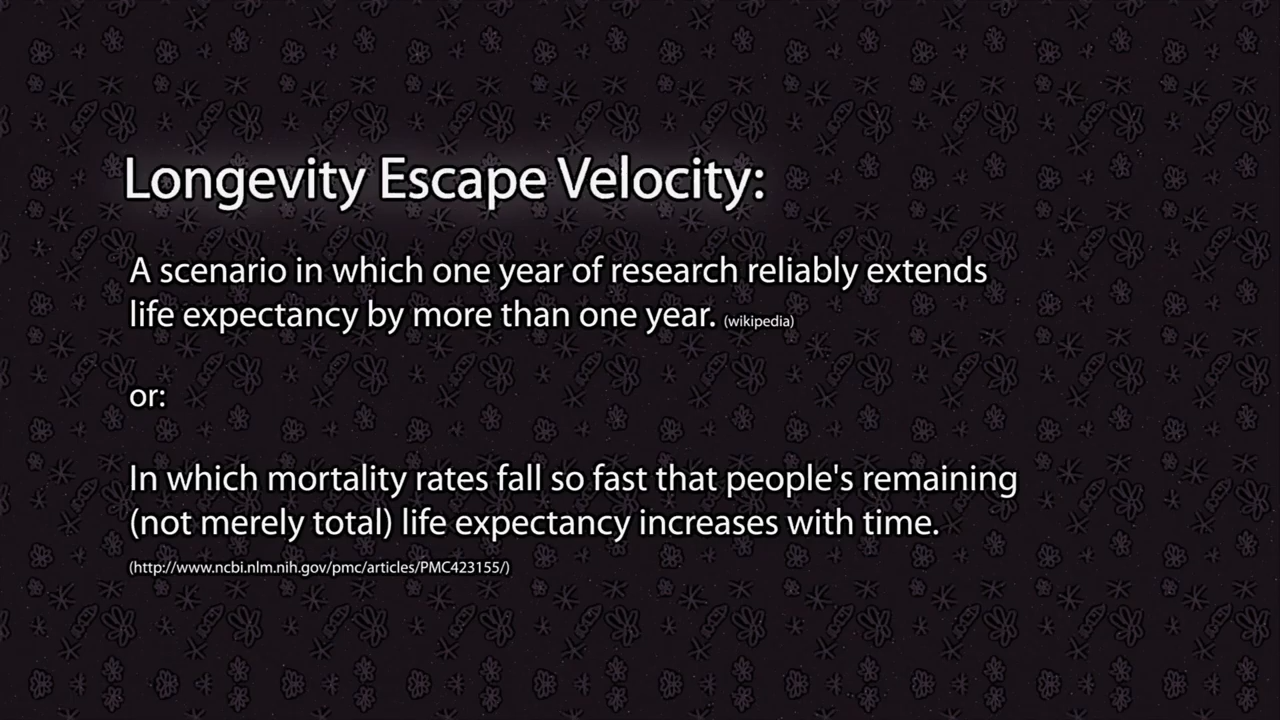 Longevity Escape Velocity:
A scenario in which one year of research reliably extends
life expectancy by more than one year. (wikipedia)
or:
In which mortality rates fall so fast that people's remaining
(not merely total) life expectancy increases with time.
(http://www.ncbi.nlm.nih.gov/pmc/articles/PMC423155/)